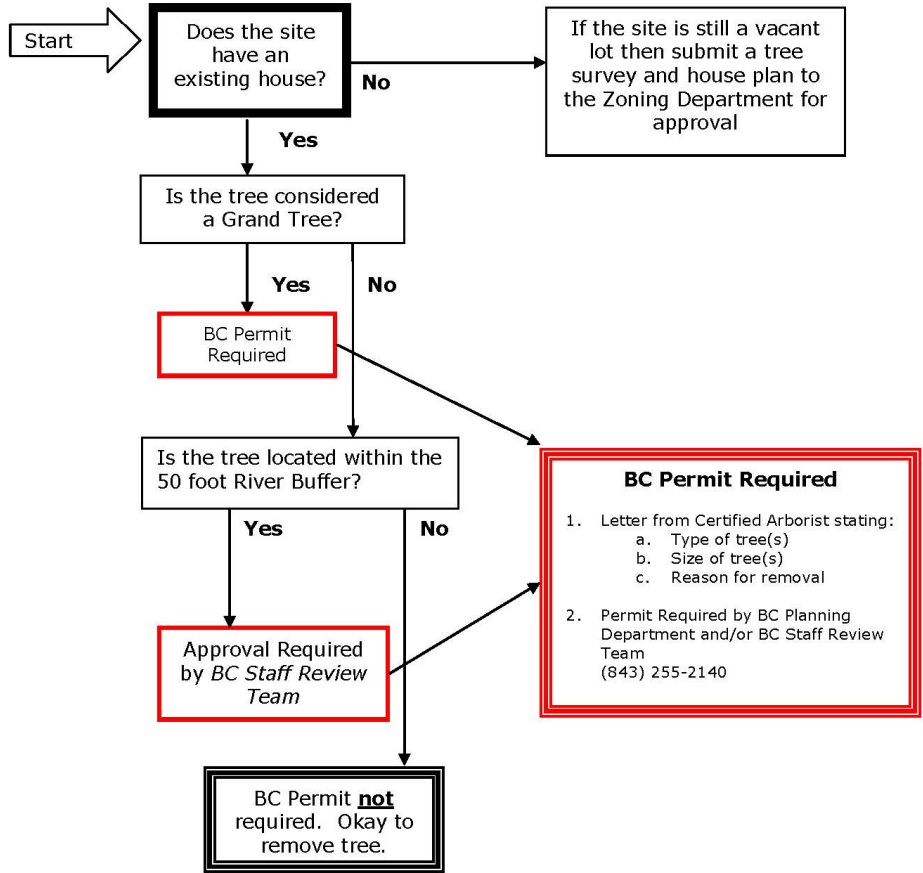 Start
Does the site
have an
existing house?
No
If the site is still a vacant
lot then submit a tree
survey and house plan to
the Zoning Department for
approval
Yes
Is the tree considered
a Grand Tree?
Yes
No
BC Permit
Required
Is the tree located within the
50 foot River Buffer?
Yes
No
BC Permit Required
1. Letter from Certified Arborist stating:
a. Type of tree(s)
b. Size of tree(s)
c. Reason for removal
2. Permit Required by BC Planning
Department and/or BC Staff Review
Team
(843) 255-2140
Approval Required
by BC Staff Review
Team
BC Permit not
required. Okay to
remove tree.